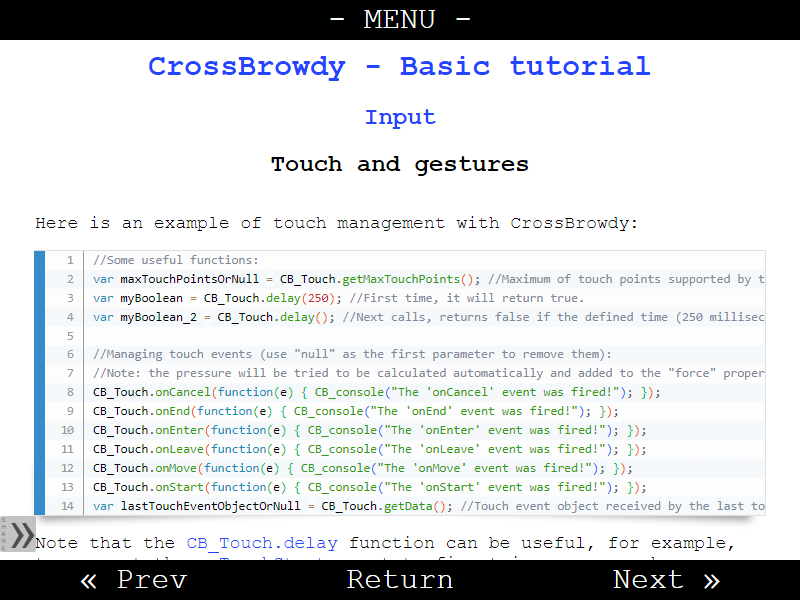 - MENU -
CrossBrowdy - Basic tutorial
Input
Touch and gestures
Here is an example of touch management with CrossBrowdy:
1 //Some useful functions:
2 var maxTouchPointsOrNull = CB_Touch.getMaxTouchPoints(); //Maximum of touch points supported by t
3 var myBoolean = CB_Touch.delay(250); //First time, it will return true.
4 var myBoolean_2 = CB_Touch.delay(); //Next calls, returns false if the defined time (250 millisec
5
6 //Managing touch events (use "null" as the first parameter to remove them):
7 //Note: the pressure will be tried to be calculated automatically and added to the "force" proper
8 CB_Touch.onCancel(function(e) { CB_console("The 'onCancel' event was fired!"); });
9 CB_Touch.onEnd(function(e) { CB_console("The 'onEnd' event was fired!"); });
10 CB_Touch.onEnter(function(e) { CB_console("The 'onEnter' event was fired!"); });
11 CB_Touch.onLeave(function(e) { CB_console("The 'onLeave' event was fired!"); });
12 CB_Touch.onMove(function(e) { CB_console("The 'onMove' event was fired!"); });
13 CB_Touch.onStart(function(e) { CB_console("The 'onStart' event was fired!"); });
14 var lastTouchEventObjectOrNull = CB_Touch.getData(); //Touch event object received by the last to
SHARE »
Note that the CB_Touch.delay function can be useful, for example,
« Prev Return Next »